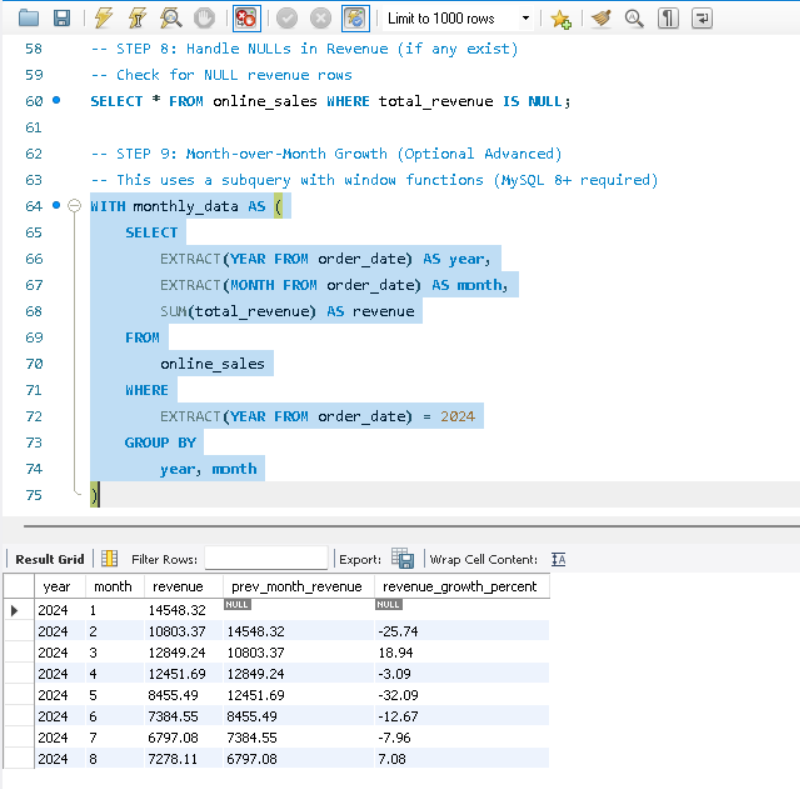 Limit to 1000 rows
58 -- STEP 8: Handle NULLs in Revenue (if any exist)
59 -- Check for NULL revenue rows
60 SELECT * FROM online_sales WHERE total_revenue IS NULL;
61
62 -- STEP 9: Month-over-Month Growth (Optional Advanced)
63 -- This uses a subquery with window functions (MySQL 8+ required)
64 WITH monthly_data AS (
65 SELECT
66 EXTRACT(YEAR FROM order_date) AS year,
67 EXTRACT(MONTH FROM order_date) AS month,
68 SUM(total_revenue) AS revenue
69 FROM
70 online_sales
71 WHERE
72 EXTRACT(YEAR FROM order_date) = 2024
73 GROUP BY
74 year, month
75 )
Result Grid Filter Rows: Export: Wrap Cell Content: IA
year month revenue prev_month_revenue revenue_growth_percent
2024 1 14548.32 NULL NULL
2024 2 10803.37 14548.32 -25.74
2024 3 12849.24 10803.37 18.94
2024 4 12451.69 12849.24 -3.09
2024 5 8455.49 12451.69 -32.09
2024 6 7384.55 8455.49 -12.67
2024 7 6797.08 7384.55 -7.96
2024 8 7278.11 6797.08 7.08